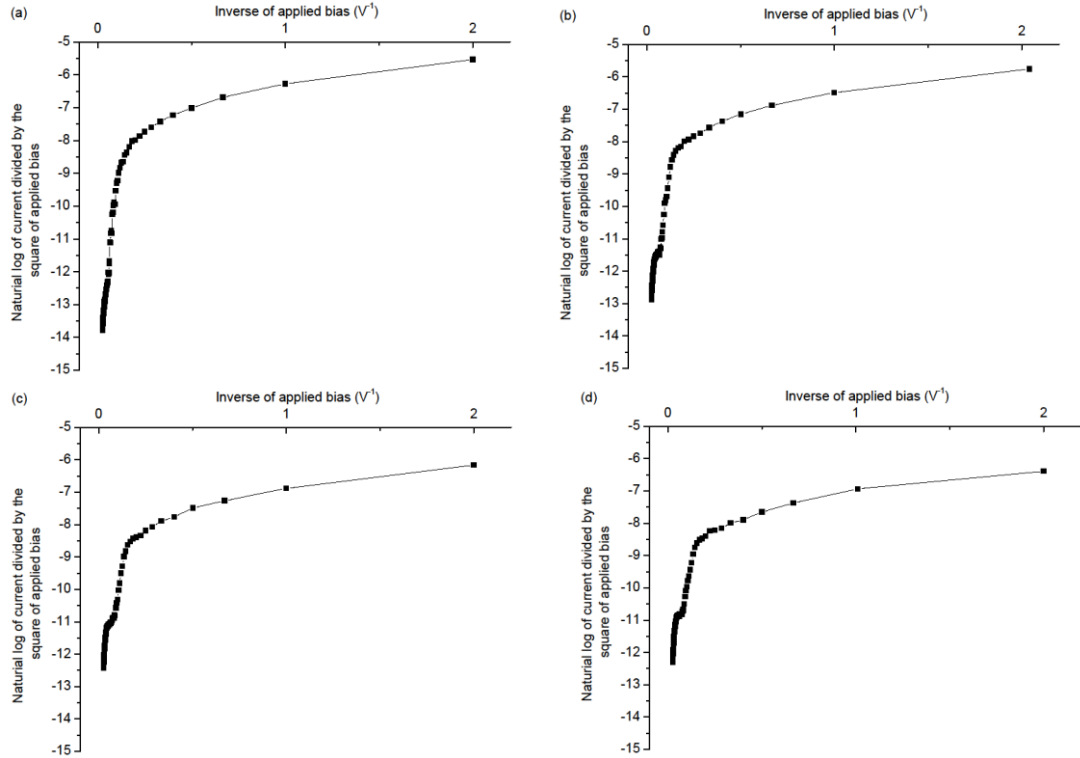 (a)
Inverse of applied bias (V⁻¹)
0 1 2
-5
-6
-7
-8
-9
-10
-11
-12
-13
-14
-15
Naturial log of current divided by the
square of applied bias
(b)
Inverse of applied bias (V⁻¹)
0 1 2
-5
-6
-7
-8
-9
-10
-11
-12
-13
-14
-15
Naturial log of current divided by the
square of applied bias
(c)
Inverse of applied bias (V⁻¹)
0 1 2
-5
-6
-7
-8
-9
-10
-11
-12
-13
-14
-15
Naturial log of current divided by the
square of applied bias
(d)
Inverse of applied bias (V⁻¹)
0 1 2
-5
-6
-7
-8
-9
-10
-11
-12
-13
-14
-15
Naturial log of current divided by the
square of applied bias